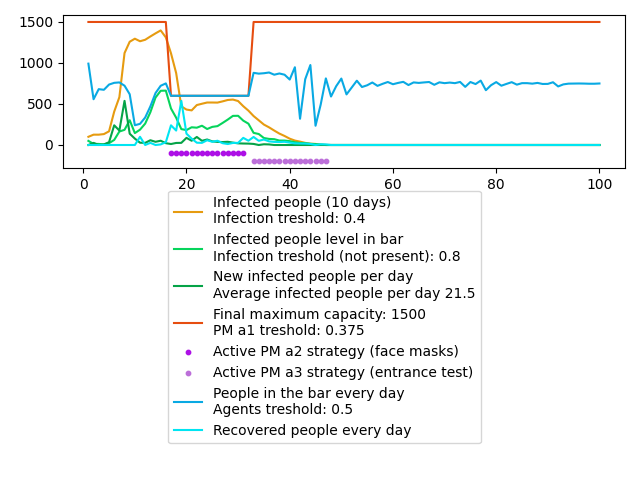 1500
1000
500
0
0
20
40
60
80
100
Infected people (10 days)
Infection treshold: 0.4
Infected people level in bar
Infection treshold (not present): 0.8
New infected people per day
Average infected people per day 21.5
Final maximum capacity: 1500
PM a1 treshold: 0.375
Active PM a2 strategy (face masks)
Active PM a3 strategy (entrance test)
People in the bar every day
Agents treshold: 0.5
Recovered people every day